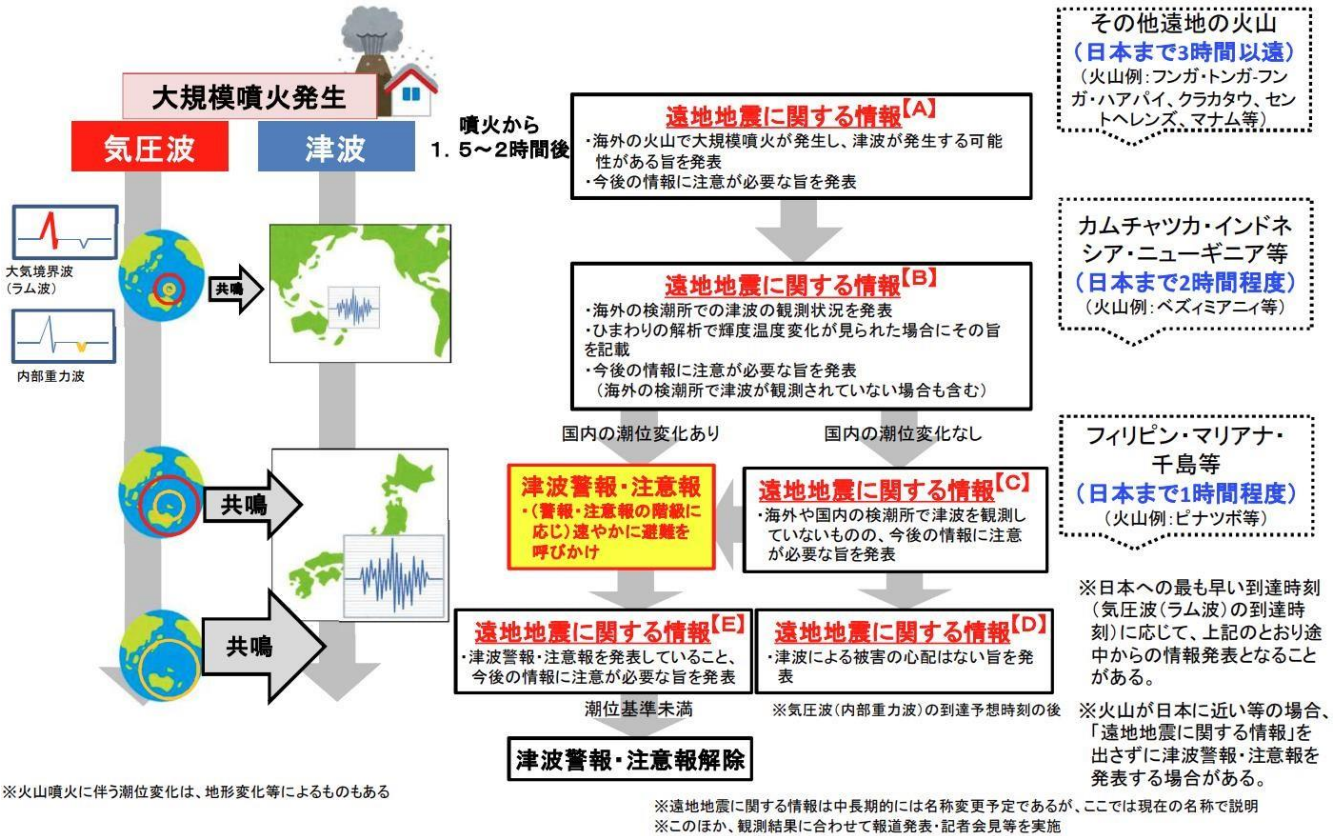 大規模噴火発生
気圧波
津波
大気境界波
(ラム波)
内部重力波
共鳴
共鳴
共鳴
噴火から
1．5～2時間後
遠地地震に関する情報【A】
・海外の火山で大規模噴火が発生し、津波が発生する可能
性がある旨を発表
・今後の情報に注意が必要な旨を発表
遠地地震に関する情報【B】
・海外の検潮所での津波の観測状況を発表
・ひまわりの解析で輝度温度変化が見られた場合にその旨
を記載
・今後の情報に注意が必要な旨を発表
（海外の検潮所で津波が観測されていない場合も含む）
国内の潮位変化あり
国内の潮位変化なし
津波警報・注意報
・（警報・注意報の階級に
応じ）速やかに避難を
呼びかけ
遠地地震に関する情報【C】
・海外や国内の検潮所で津波を観測し
ていないものの、今後の情報に注意
が必要な旨を発表
遠地地震に関する情報【E】
・津波警報・注意報を発表していること、
今後の情報に注意が必要な旨を発表
遠地地震に関する情報【D】
・津波による被害の心配はない旨を発
表
潮位基準未満
※気圧波（内部重力波）の到達予想時刻の後
津波警報・注意報解除
その他遠地の火山
（日本まで3時間以遠）
（火山例：フンガ・トンガ-フン
ガ・ハアパイ、クラカタウ、セン
トヘレンズ、マナム等）
カムチャツカ・インドネ
シア・ニューギニア等
（日本まで2時間程度）
（火山例：ベズィミアニィ等）
フィリピン・マリアナ・
千島等
（日本まで1時間程度）
（火山例：ピナツボ等）
※日本への最も早い到達時刻
（気圧波（ラム波）の到達時
刻）に応じて、上記のとおり途
中からの情報発表となること
がある。
※火山が日本に近い等の場合、
「遠地地震に関する情報」を
出さずに津波警報・注意報を
発表する場合がある。
※火山噴火に伴う潮位変化は、地形変化等によるものもある
※遠地地震に関する情報は中長期的には名称変更予定であるが、ここでは現在の名称で説明
※このほか、観測結果に合わせて報道発表・記者会見等を実施